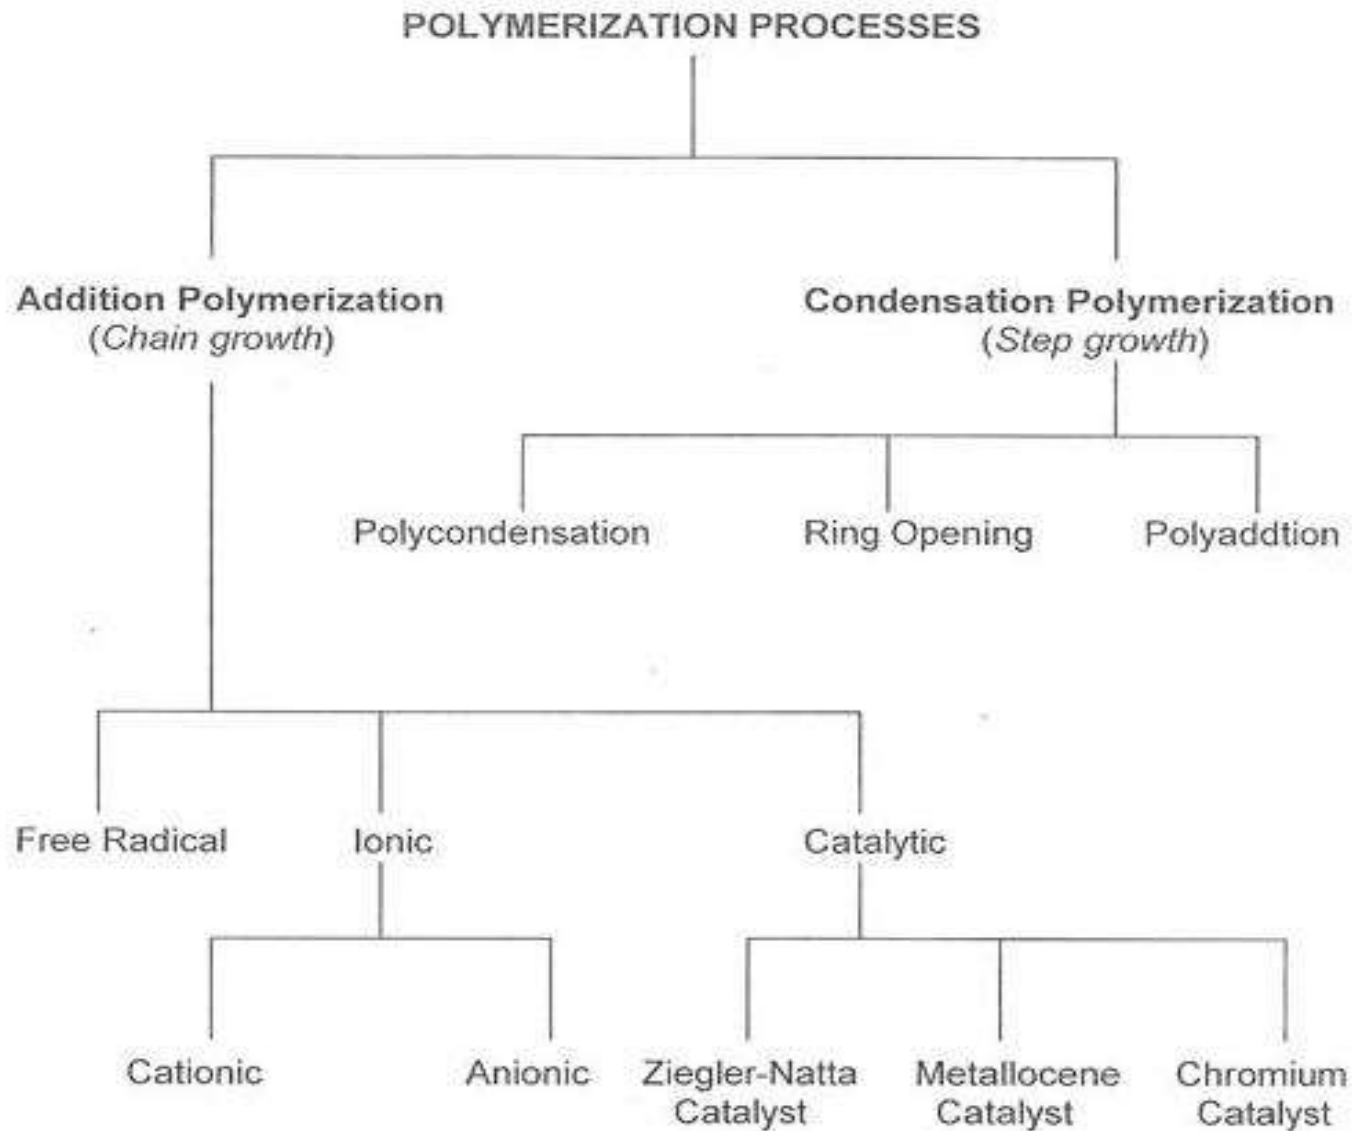 POLYMERIZATION PROCESSES
Addition Polymerization
(Chain growth)
Condensation Polymerization
(Step growth)
Polycondensation
Ring Opening
Polyaddtion
Free Radical
Ionic
Catalytic
Cationic
Anionic
Ziegler-Natta
Catalyst
Metallocene
Catalyst
Chromium
Catalyst